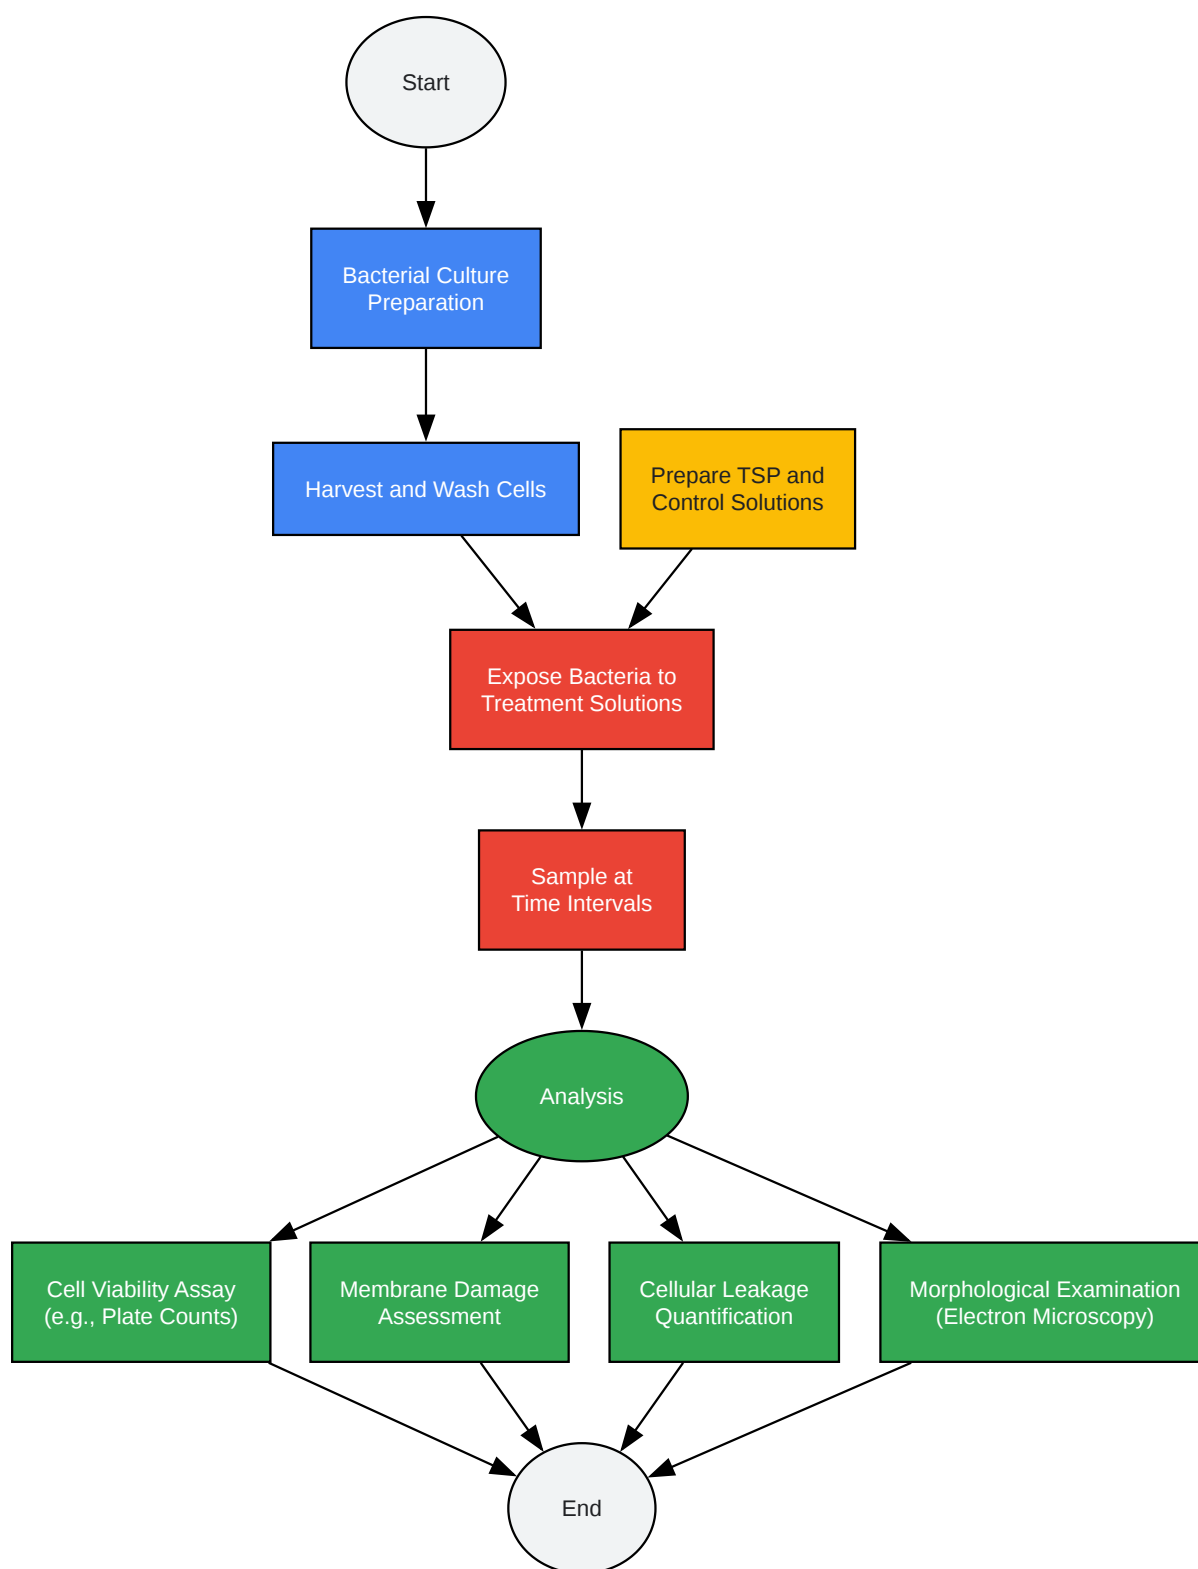 Start
Bacterial Culture
Preparation
Harvest and Wash Cells
Prepare TSP and
Control Solutions
Expose Bacteria to
Treatment Solutions
Sample at
Time Intervals
Analysis
Cell Viability Assay
(e.g., Plate Counts)
Membrane Damage
Assessment
Cellular Leakage
Quantification
Morphological Examination
(Electron Microscopy)
End